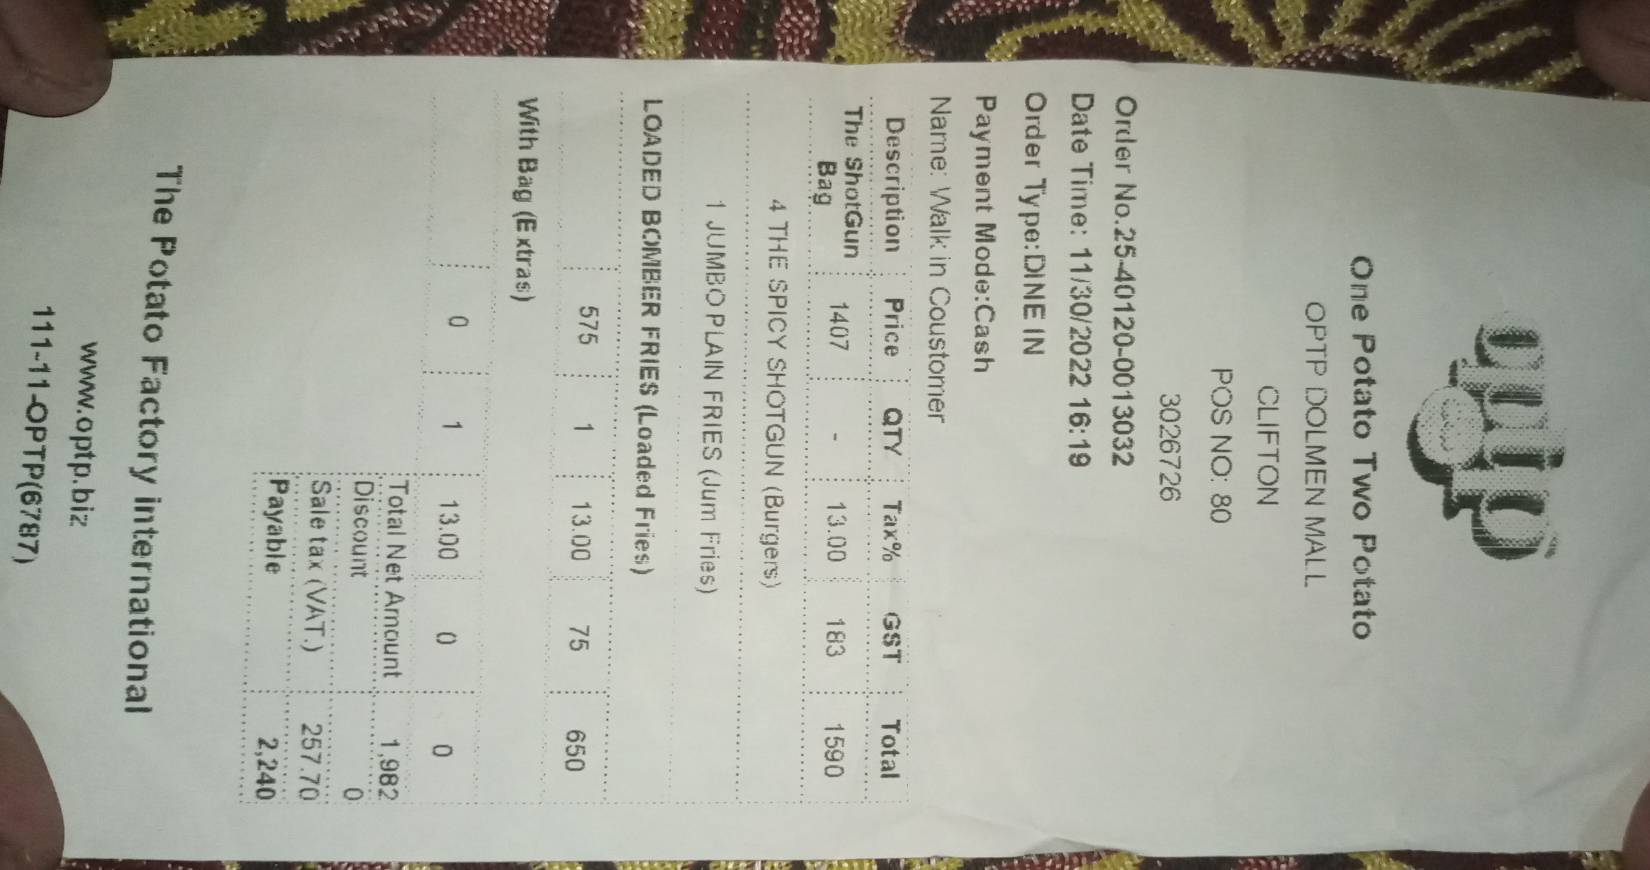 optp
One Potato Two Potato
OPTP DOLMEN MALL
CLIFTON
POS NO: 80
3026726
Order No.25-40120-0013032
Date Time: 11/30/2022 16:19
Order Type:DINE IN
Payment Mode:Cash
Name: Walk in Coustomer
Description Price QTY Tax% GST Total
The ShotGun 1407 - 13.00 183 1590
Bag
4 THE SPICY SHOTGUN (Burgers)
1 JUMBO PLAIN FRIES (Jum Fries)
LOADED BOMBER FRIES (Loaded Fries)
575 1 13.00 75 650
With Bag (Extras)
0 1 13.00 0 0
Total Net Amount 1,982
Discount 0
Sale tax (VAT.) 257.70
Payable 2,240
The Potato Factory international
www.optp.biz
111-11-OPTP(6787)